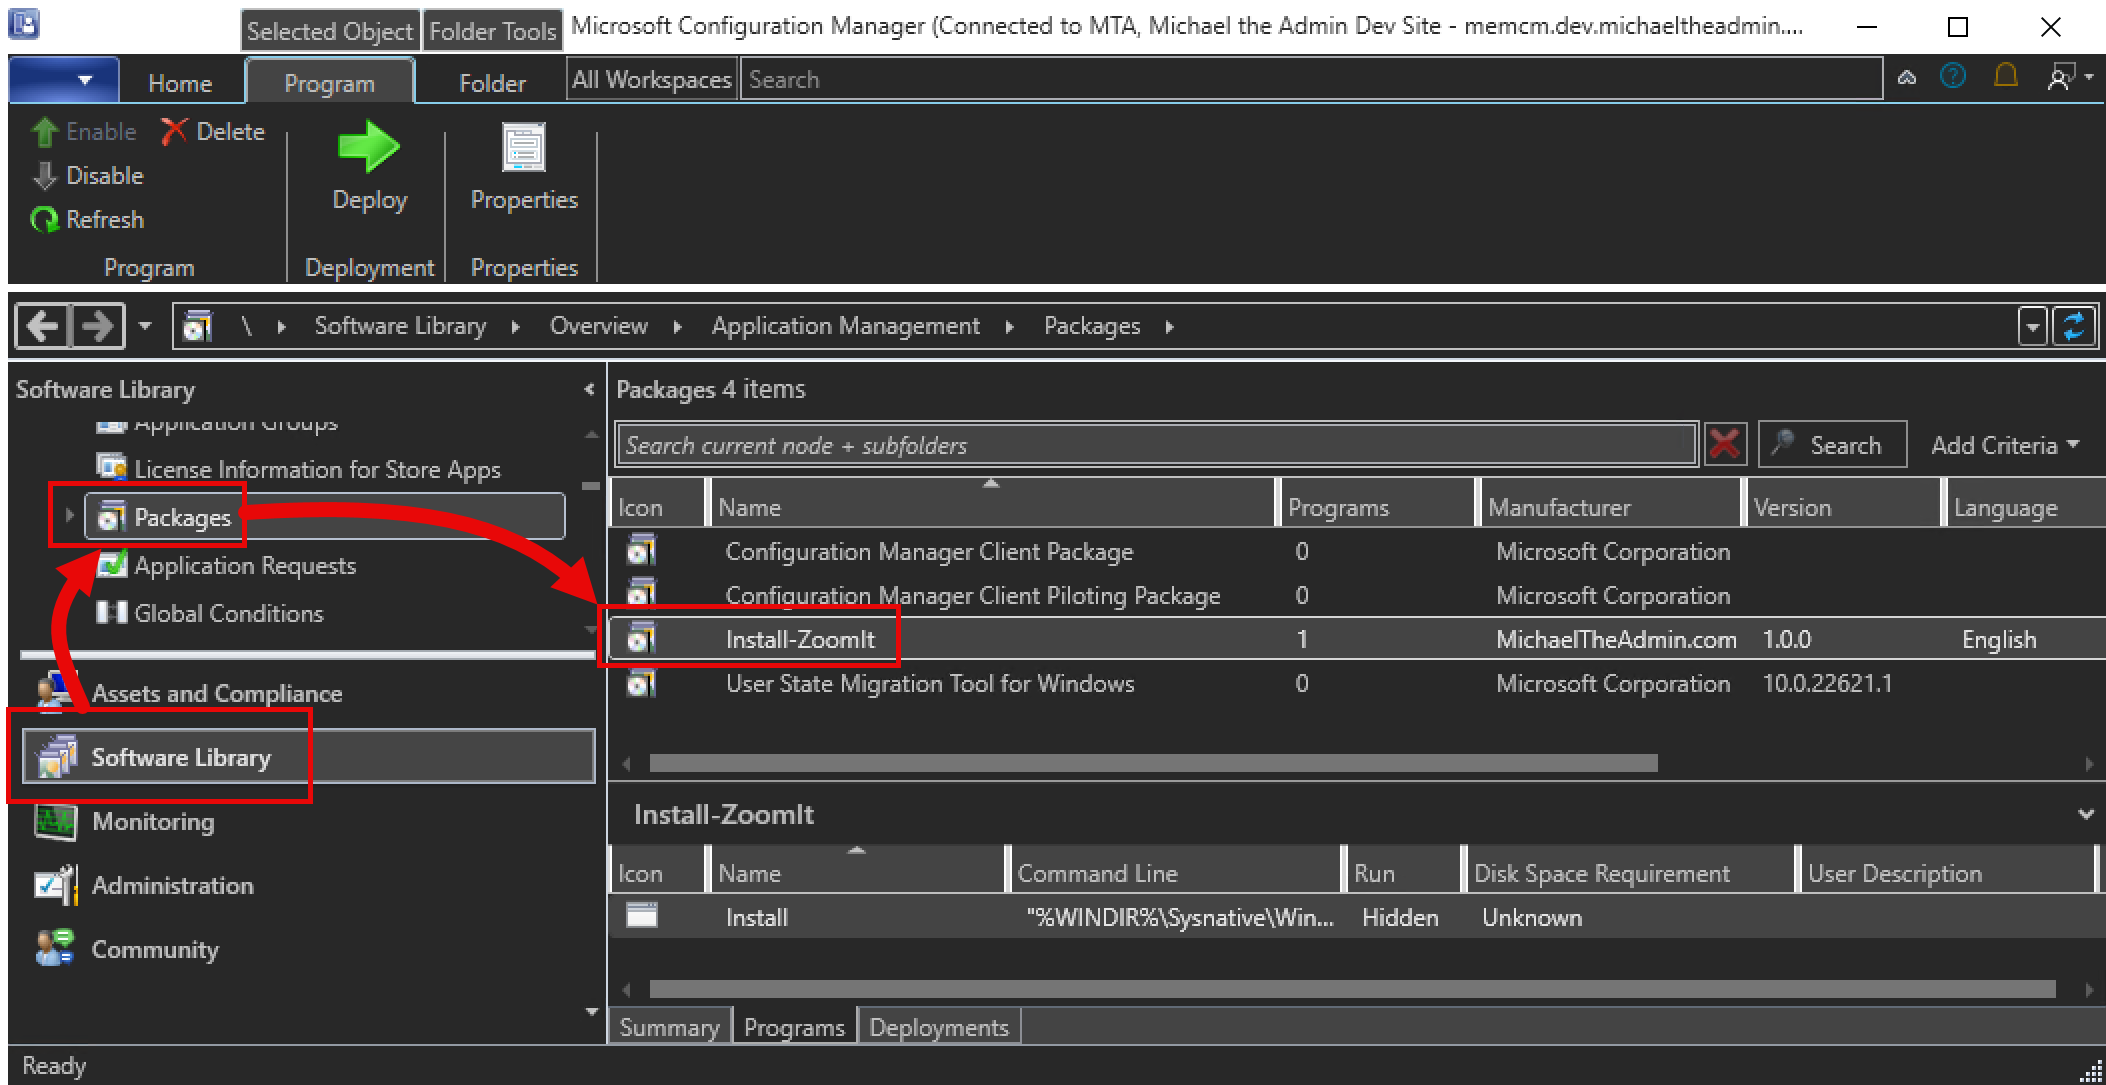 Selected Object Folder Tools Microsoft Configuration Manager (Connected to MTA, Michael the Admin Dev Site - memcm.dev.michaeltheadmin....
Home Program Folder All Workspaces Search
Enable Delete
Disable
Refresh
Deploy
Properties
Program Deployment Properties
\ Software Library Overview Application Management Packages
Software Library
Application Groups
License Information for Store Apps
Packages
Application Requests
Global Conditions
Assets and Compliance
Software Library
Monitoring
Administration
Community
Packages 4 items
Search current node + subfolders Search Add Criteria
Icon Name Programs Manufacturer Version Language
Configuration Manager Client Package 0 Microsoft Corporation
Configuration Manager Client Piloting Package 0 Microsoft Corporation
Install-ZoomIt 1 MichaelTheAdmin.com 1.0.0 English
User State Migration Tool for Windows 0 Microsoft Corporation 10.0.22621.1
Install-ZoomIt
Icon Name Command Line Run Disk Space Requirement User Description
Install "%WINDIR%\Sysnative\Win... Hidden Unknown
Summary Programs Deployments
Ready